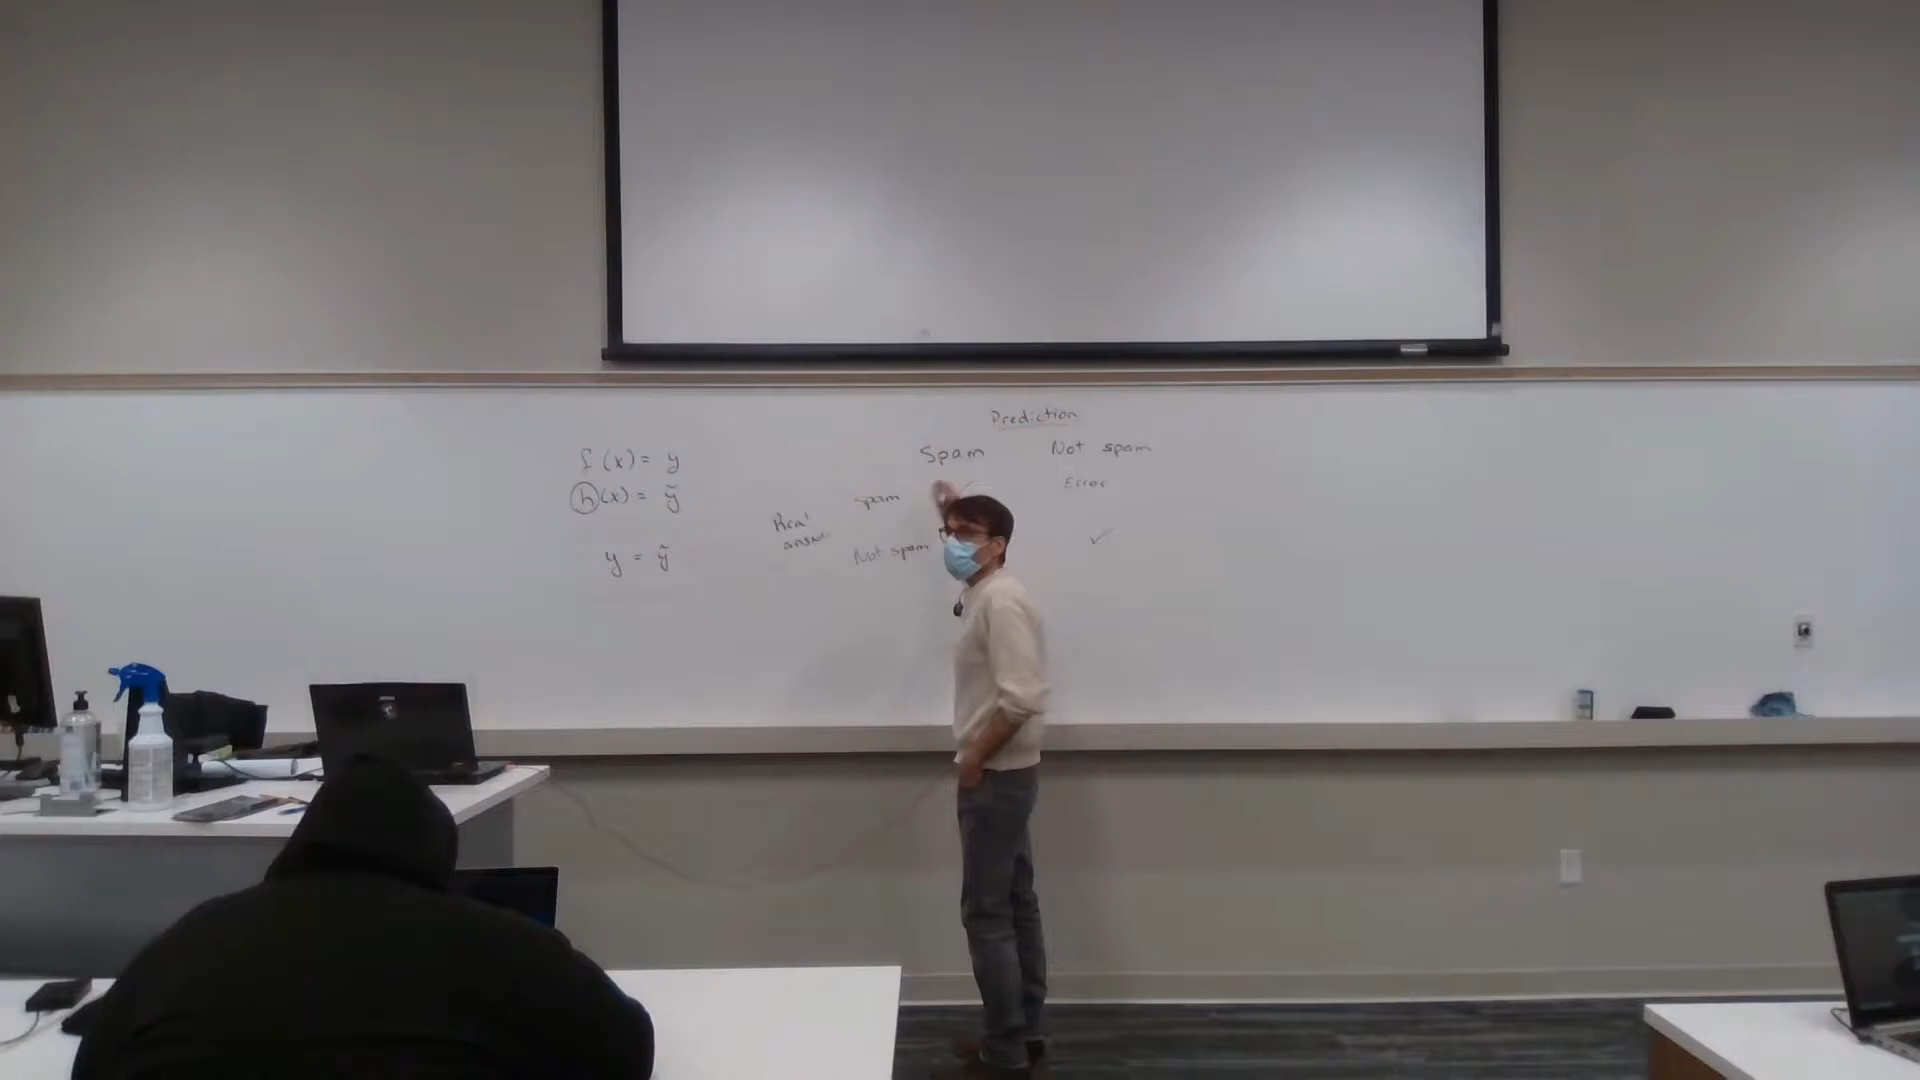 f(x) = y
h(x) = ỹ
y = ỹ
Prediction
Spam Not spam
spam ✓ Error
Real answer
Not spam ✓